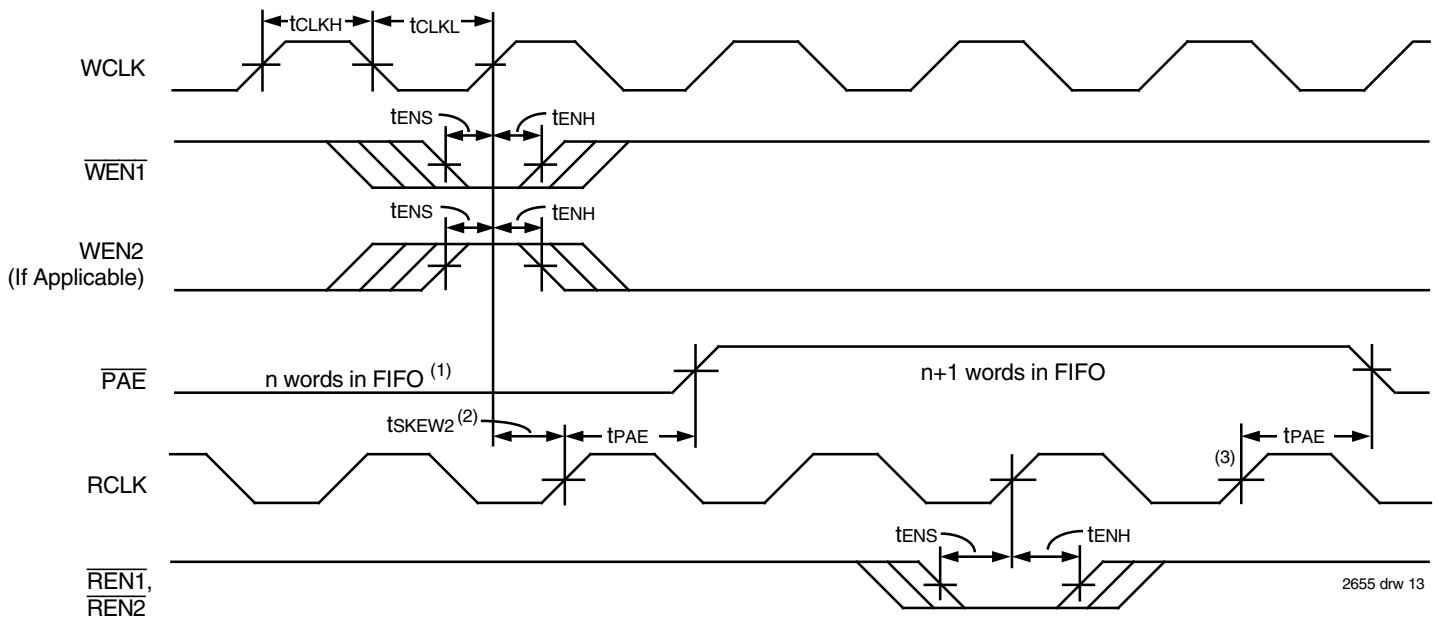 tCLKH
tCLKL
WCLK
tENS
tENH
WEN1
tENS
tENH
WEN2
(If Applicable)
PAE
n words in FIFO (1)
n+1 words in FIFO
tSKEW2 (2)
tPAE
tPAE
(3)
RCLK
tENS
tENH
REN1,
REN2
2655 drw 13